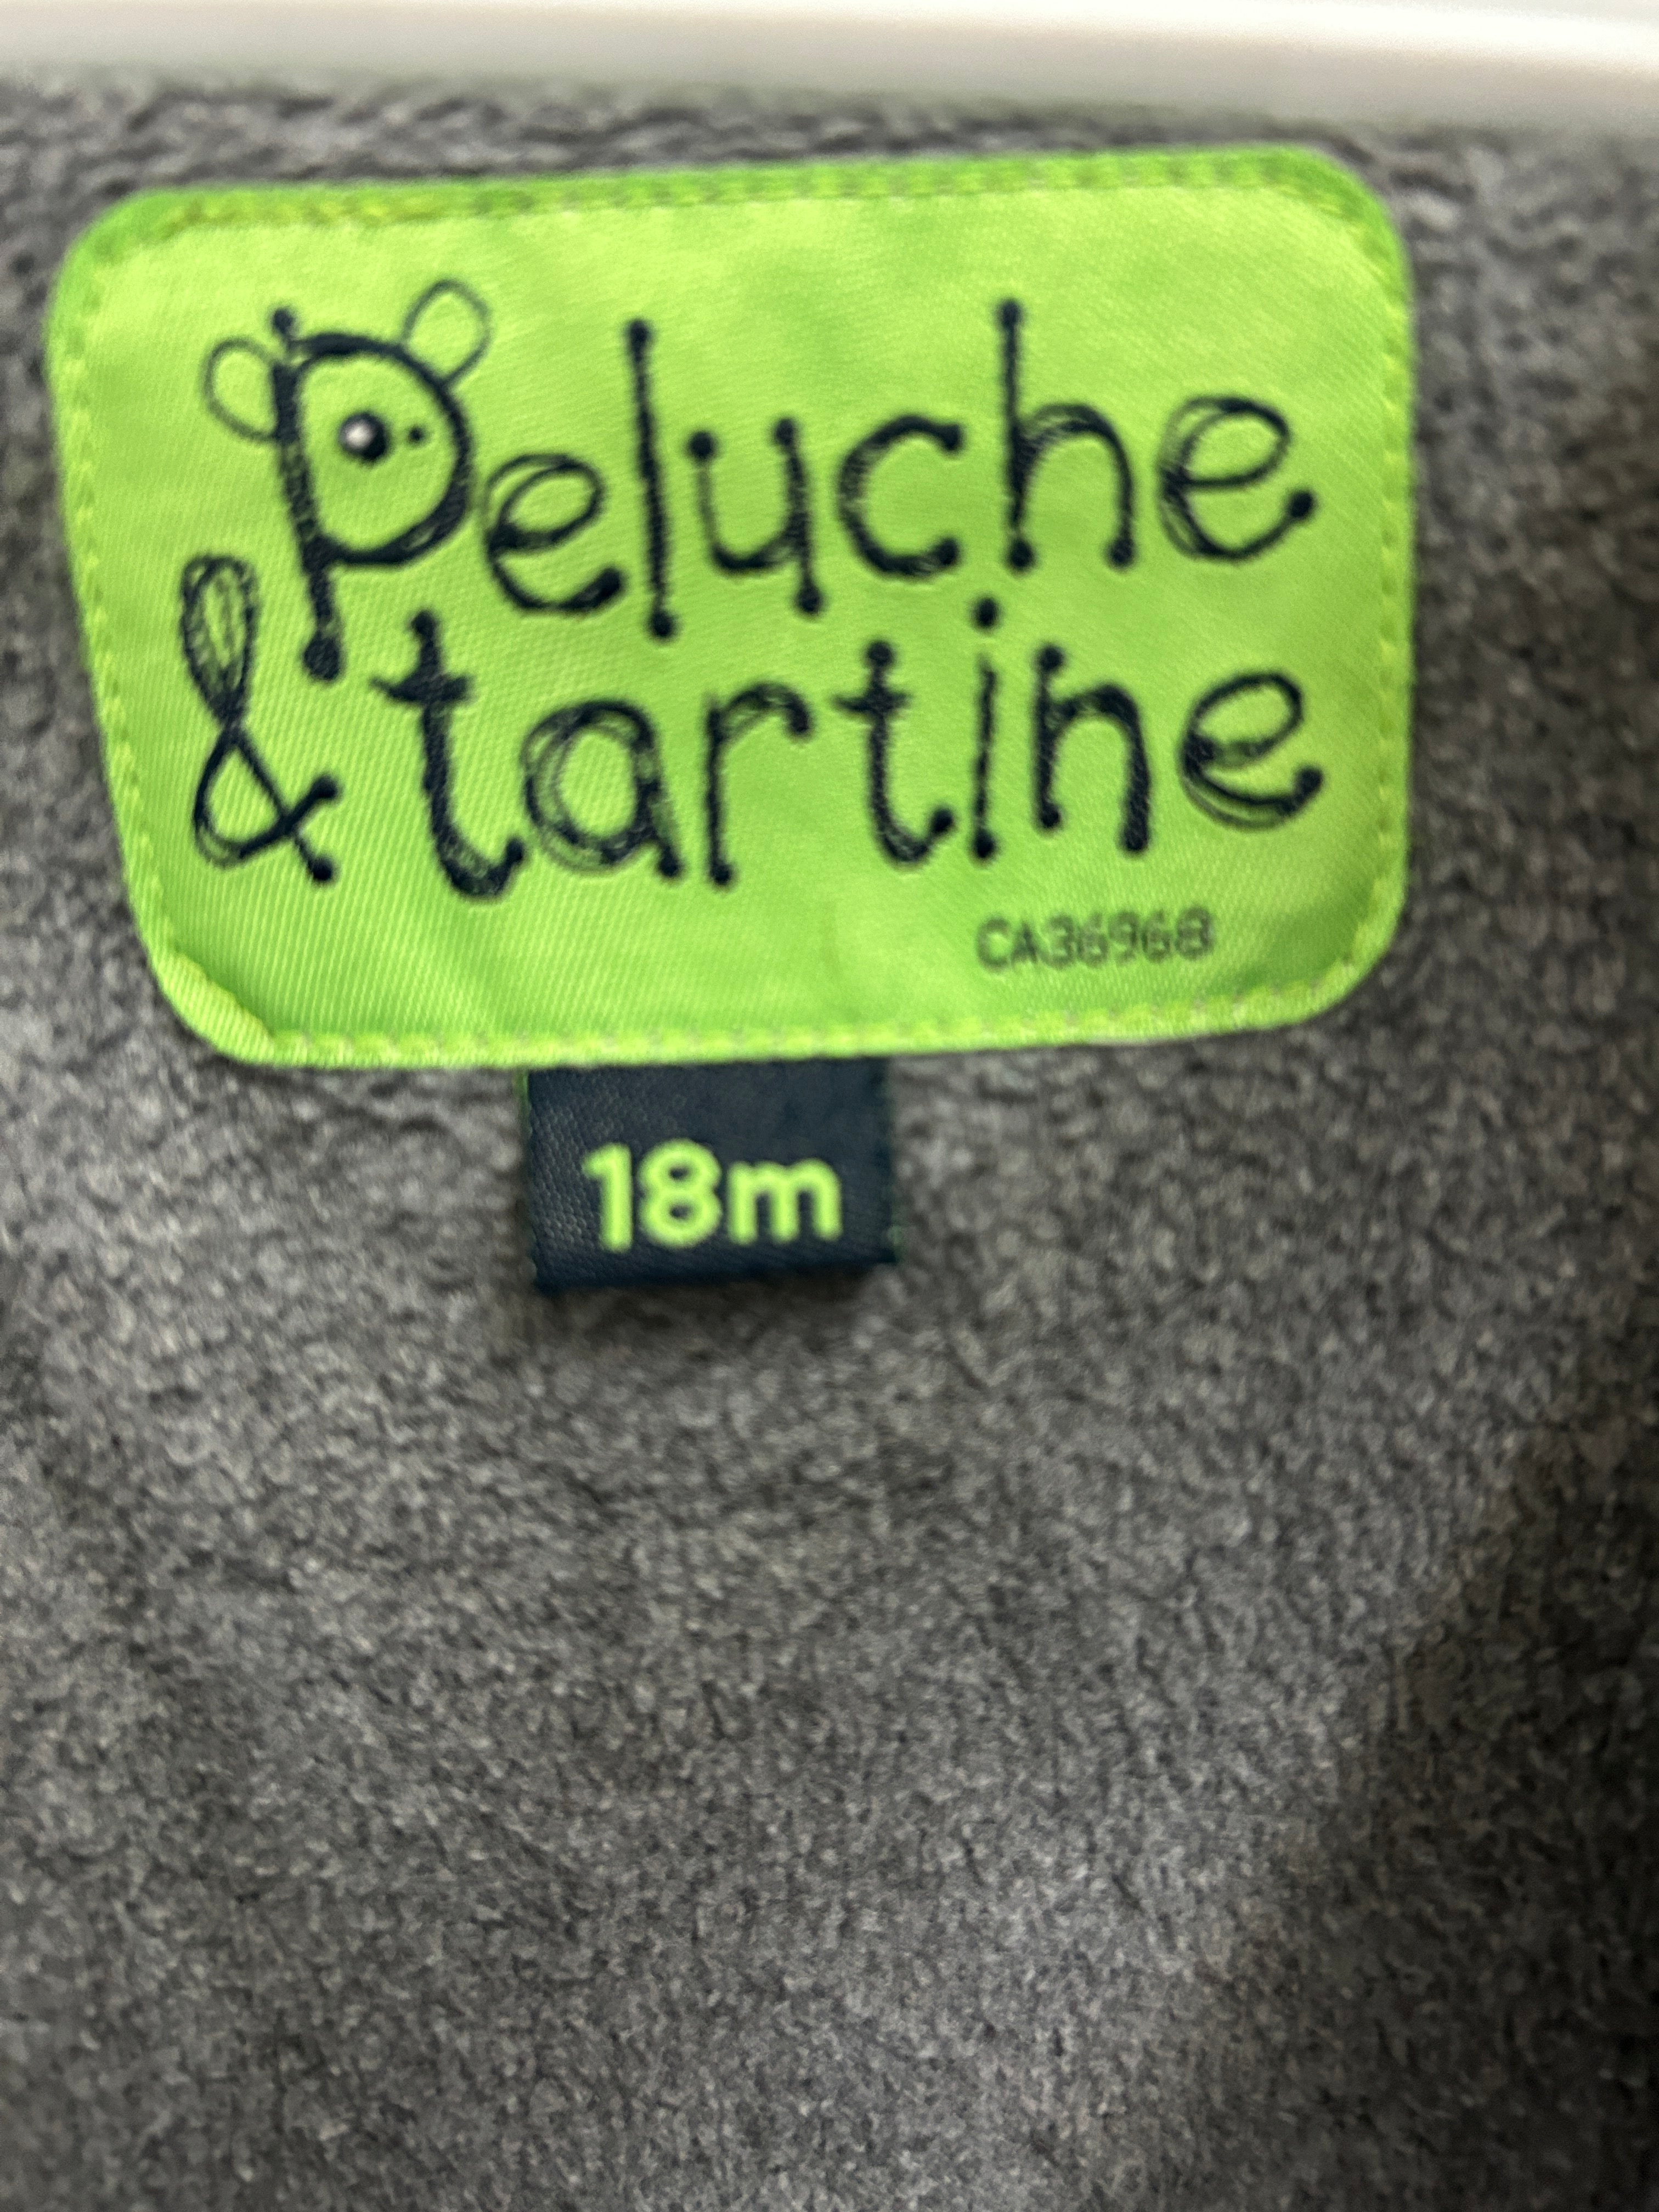 Peluche
& tartine
CA36968
18m